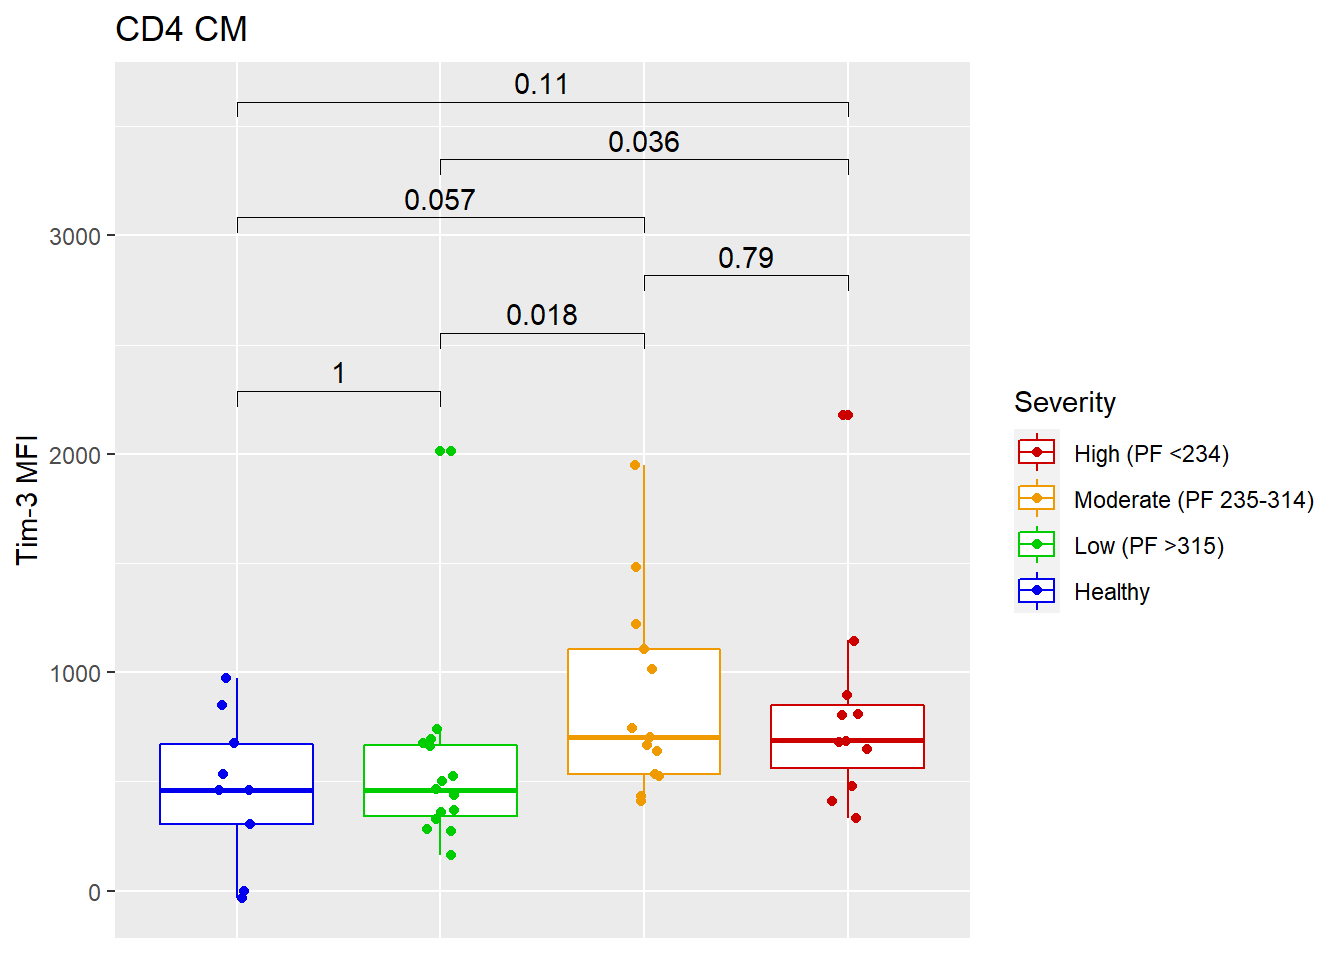 CD4 CM
0.11
0.036
0.057
0.79
0.018
1
3000
2000
1000
0
Tim-3 MFI
Severity
High (PF <234)
Moderate (PF 235-314)
Low (PF >315)
Healthy